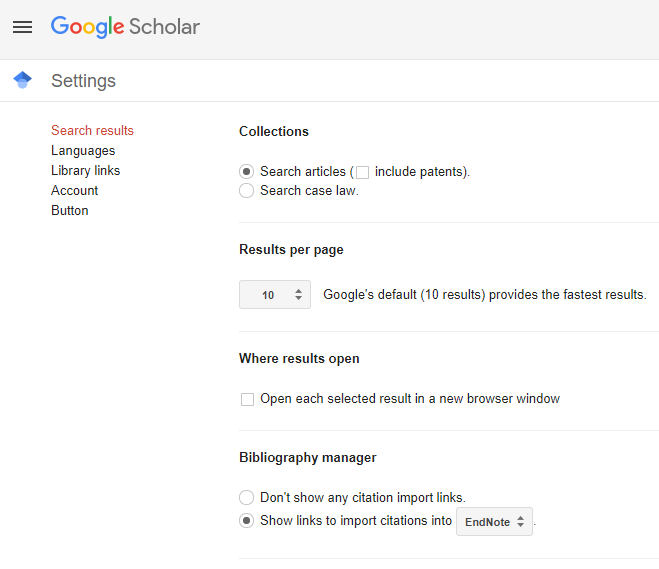 Google Scholar
Settings
Search results
Languages
Library links
Account
Button
Collections
Search articles ( include patents).
Search case law.
Results per page
10 Google's default (10 results) provides the fastest results.
Where results open
Open each selected result in a new browser window
Bibliography manager
Don't show any citation import links.
Show links to import citations into EndNote .